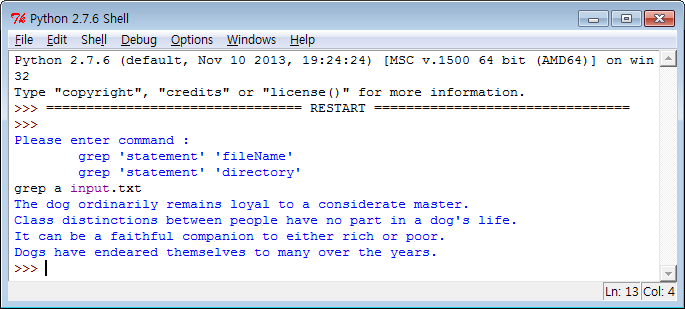 Python 2.7.6 Shell
File Edit Shell Debug Options Windows Help
Python 2.7.6 (default, Nov 10 2013, 19:24:24) [MSC v.1500 64 bit (AMD64)] on win
32
Type "copyright", "credits" or "license()" for more information.
>>> ================================ RESTART ================================
>>>
Please enter command :
        grep 'statement' 'fileName'
        grep 'statement' 'directory'
grep a input.txt
The dog ordinarily remains loyal to a considerate master.
Class distinctions between people have no part in a dog's life.
It can be a faithful companion to either rich or poor.
Dogs have endeared themselves to many over the years.
>>>
Ln: 13 Col: 4